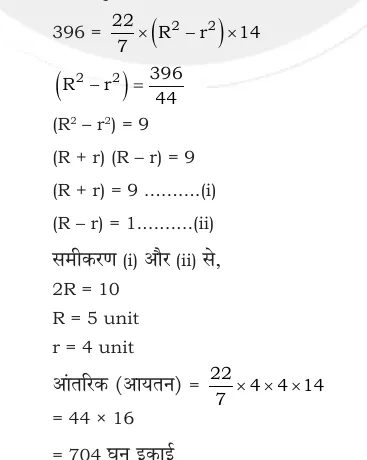 396 = 22/7 × (R² – r²) × 14
(R² – r²) = 396/44
(R² – r²) = 9
(R + r) (R – r) = 9
(R + r) = 9 ..........(i)
(R – r) = 1..........(ii)
समीकरण (i) और (ii) से,
2R = 10
R = 5 unit
r = 4 unit
आंतरिक (आयतन) = 22/7 × 4 × 4 × 14
= 44 × 16
= 704 घन इकाई